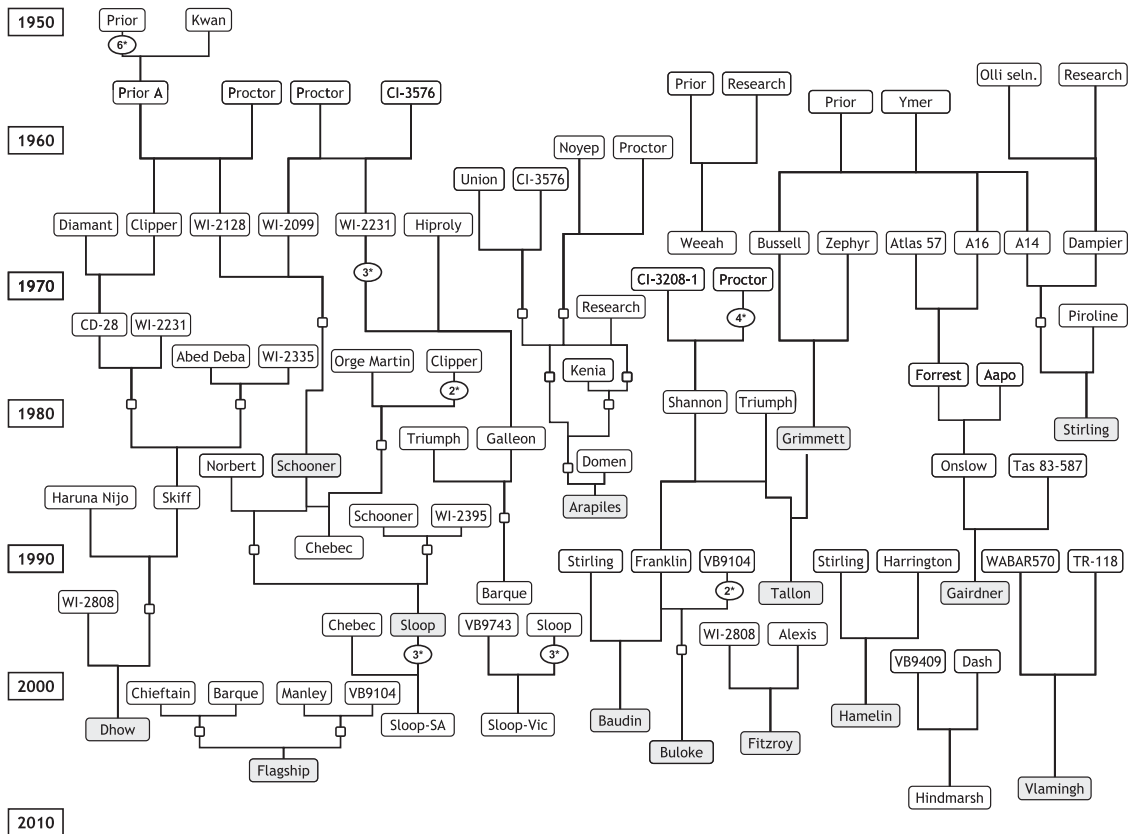 1950
Prior
Kwan
6*
Prior A
Proctor
Proctor
CI-3576
Prior
Research
Prior
Ymer
Olli seln.
Research
1960
Noyep
Proctor
Union
CI-3576
Diamant
Clipper
WI-2128
WI-2099
WI-2231
Hiproly
Weeah
Bussell
Zephyr
Atlas 57
A16
A14
Dampier
1970
3*
CI-3208-1
Proctor
4*
Research
Piroline
CD-28
WI-2231
Abed Deba
WI-2335
Orge Martin
Clipper
2*
Kenia
Forrest
Aapo
1980
Shannon
Triumph
Stirling
Triumph
Galleon
Grimmett
Norbert
Schooner
Domen
Onslow
Tas 83-587
Haruna Nijo
Skiff
Arapiles
Schooner
WI-2395
Chebec
1990
Stirling
Franklin
VB9104
2*
Stirling
Harrington
WABAR570
TR-118
Barque
Tallon
Gairdner
WI-2808
Chebec
Sloop
3*
VB9743
Sloop
3*
WI-2808
Alexis
VB9409
Dash
2000
Chieftain
Barque
Manley
VB9104
Dhow
Sloop-SA
Sloop-Vic
Baudin
Hamelin
Buloke
Fitzroy
Flagship
Vlamingh
Hindmarsh
2010